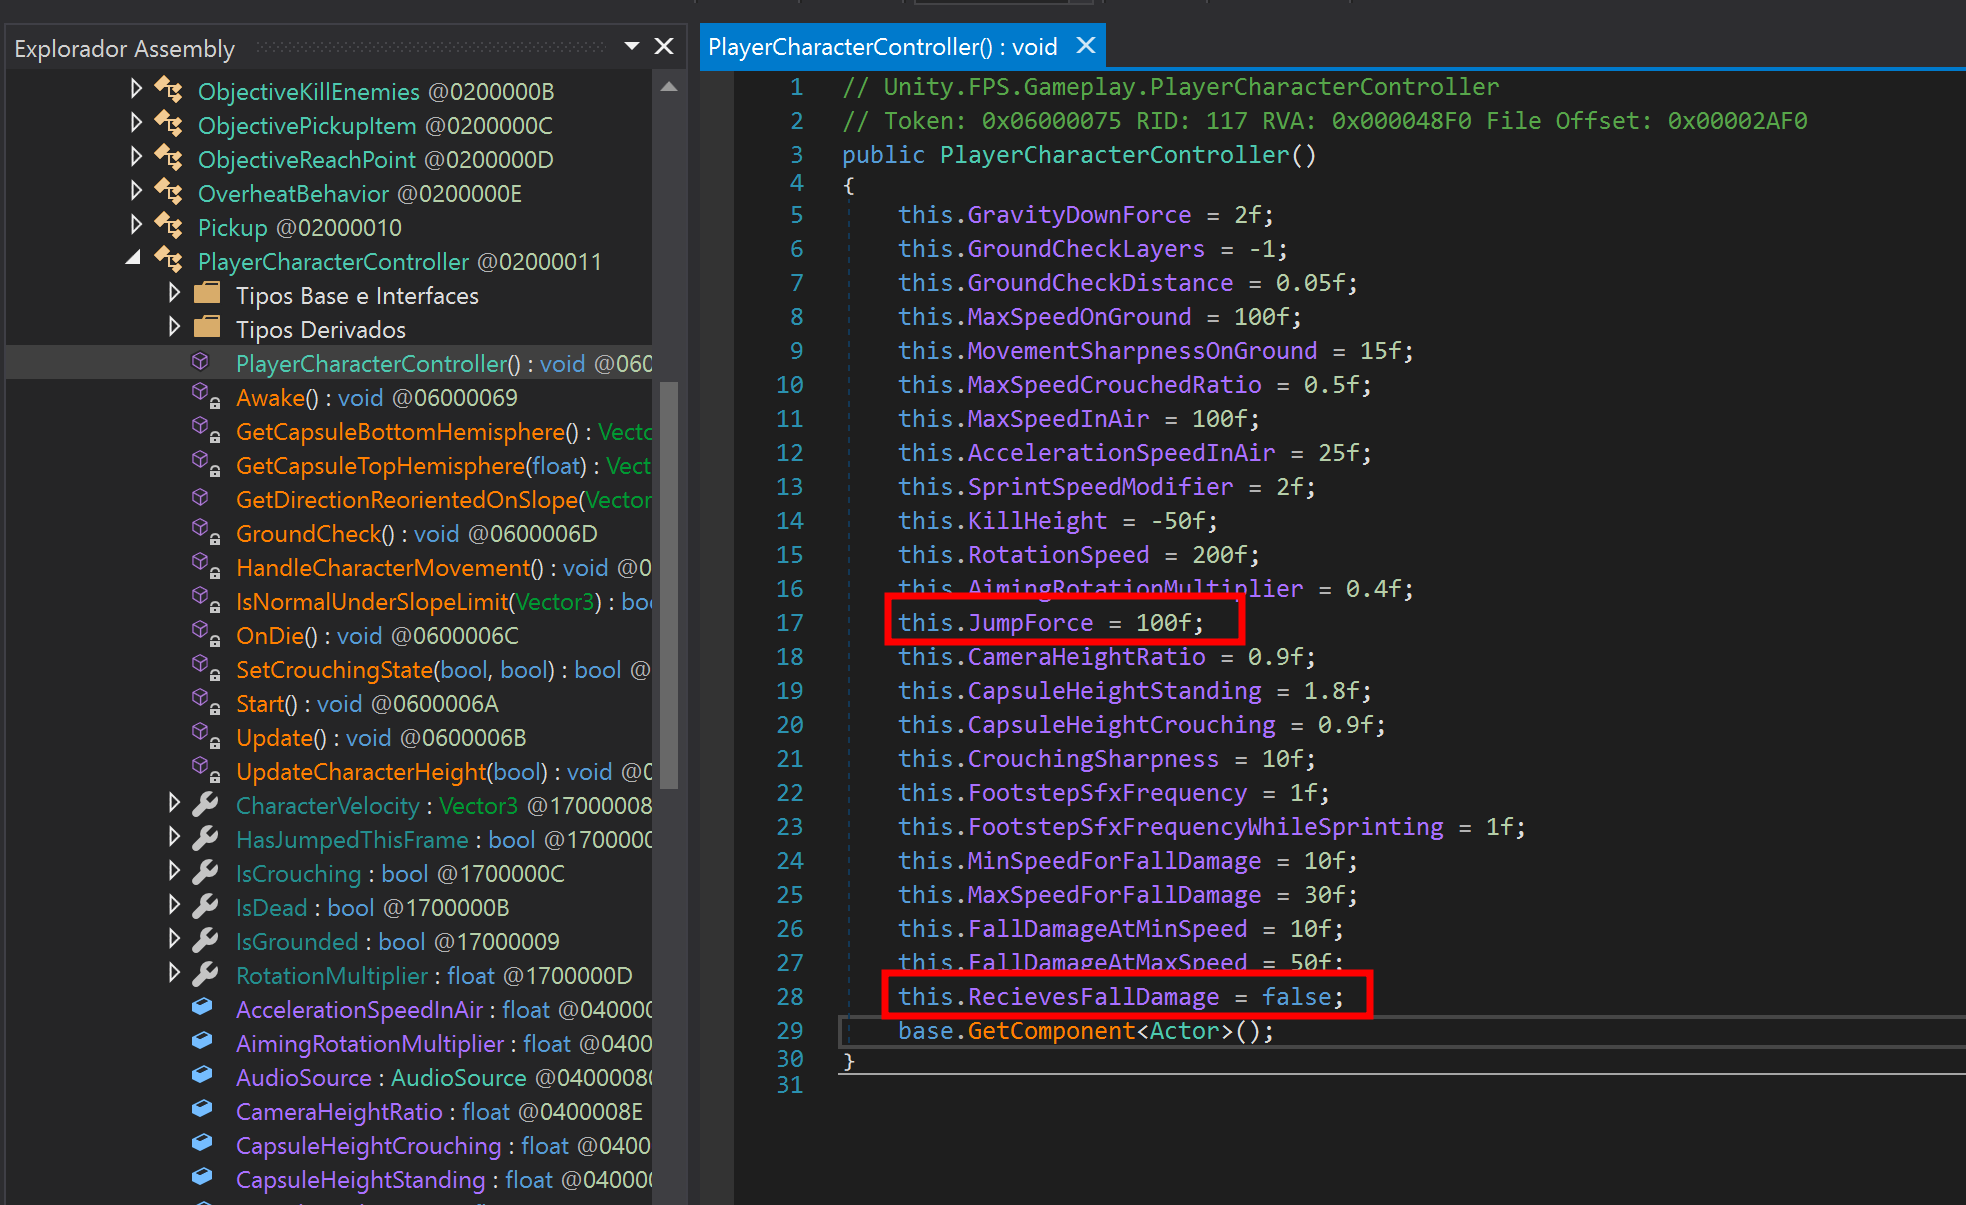 Explorador Assembly
ObjectiveKillEnemies @0200000B
ObjectivePickupItem @0200000C
ObjectiveReachPoint @0200000D
OverheatBehavior @0200000E
Pickup @02000010
PlayerCharacterController @02000011
Tipos Base e Interfaces
Tipos Derivados
PlayerCharacterController() : void @060
Awake() : void @06000069
GetCapsuleBottomHemisphere() : Vecto
GetCapsuleTopHemisphere(float) : Vect
GetDirectionReorientedOnSlope(Vector
GroundCheck() : void @0600006D
HandleCharacterMovement() : void @0
IsNormalUnderSlopeLimit(Vector3) : boo
OnDie() : void @0600006C
SetCrouchingState(bool, bool) : bool @
Start() : void @0600006A
Update() : void @0600006B
UpdateCharacterHeight(bool) : void @0
CharacterVelocity : Vector3 @17000008
HasJumpedThisFrame : bool @1700000
IsCrouching : bool @1700000C
IsDead : bool @1700000B
IsGrounded : bool @17000009
RotationMultiplier : float @1700000D
AccelerationSpeedInAir : float @040000
AimingRotationMultiplier : float @0400
AudioSource : AudioSource @0400008
CameraHeightRatio : float @0400008E
CapsuleHeightCrouching : float @0400
CapsuleHeightStanding : float @040000
PlayerCharacterController() : void
1 // Unity.FPS.Gameplay.PlayerCharacterController
2 // Token: 0x06000075 RID: 117 RVA: 0x000048F0 File Offset: 0x00002AF0
3 public PlayerCharacterController()
4 {
5 this.GravityDownForce = 2f;
6 this.GroundCheckLayers = -1;
7 this.GroundCheckDistance = 0.05f;
8 this.MaxSpeedOnGround = 100f;
9 this.MovementSharpnessOnGround = 15f;
10 this.MaxSpeedCrouchedRatio = 0.5f;
11 this.MaxSpeedInAir = 100f;
12 this.AccelerationSpeedInAir = 25f;
13 this.SprintSpeedModifier = 2f;
14 this.KillHeight = -50f;
15 this.RotationSpeed = 200f;
16 this.AimingRotationMultiplier = 0.4f;
17 this.JumpForce = 100f;
18 this.CameraHeightRatio = 0.9f;
19 this.CapsuleHeightStanding = 1.8f;
20 this.CapsuleHeightCrouching = 0.9f;
21 this.CrouchingSharpness = 10f;
22 this.FootstepSfxFrequency = 1f;
23 this.FootstepSfxFrequencyWhileSprinting = 1f;
24 this.MinSpeedForFallDamage = 10f;
25 this.MaxSpeedForFallDamage = 30f;
26 this.FallDamageAtMinSpeed = 10f;
27 this.FallDamageAtMaxSpeed = 50f;
28 this.RecievesFallDamage = false;
29 base.GetComponent<Actor>();
30 }
31